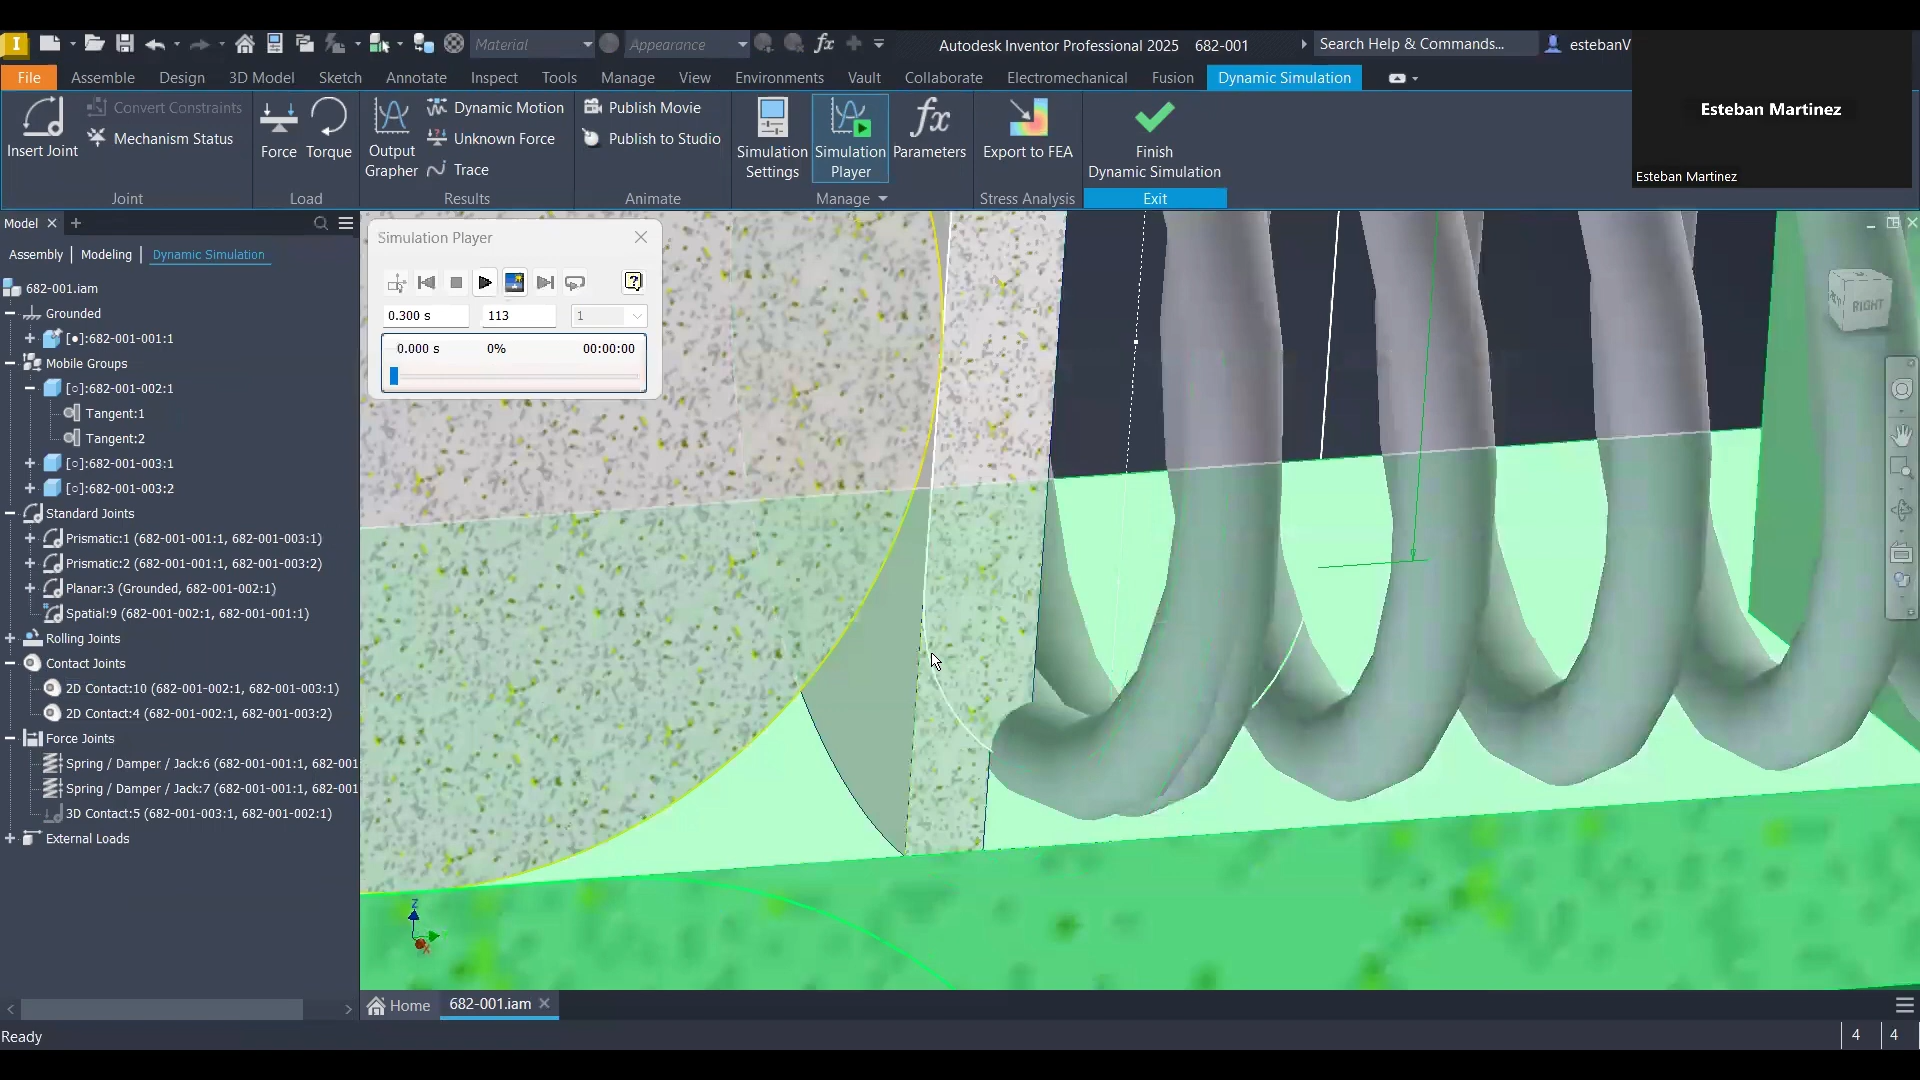 Material
Appearance
Autodesk Inventor Professional 2025 682-001
Search Help & Commands...
estebanV
File Assemble Design 3D Model Sketch Annotate Inspect Tools Manage View Environments Vault Collaborate Electromechanical Fusion Dynamic Simulation
Esteban Martinez
Esteban Martinez
Insert Joint
Convert Constraints
Mechanism Status
Joint
Force
Torque
Load
Output
Grapher
Dynamic Motion
Unknown Force
Trace
Results
Publish Movie
Publish to Studio
Animate
Simulation
Settings
Simulation
Player
fx
Parameters
Manage
Export to FEA
Stress Analysis
Finish
Dynamic Simulation
Exit
Model
Assembly | Modeling | Dynamic Simulation
682-001.iam
Grounded
[●]:682-001-001:1
Mobile Groups
[○]:682-001-002:1
Tangent:1
Tangent:2
[○]:682-001-003:1
[○]:682-001-003:2
Standard Joints
Prismatic:1 (682-001-001:1, 682-001-003:1)
Prismatic:2 (682-001-001:1, 682-001-003:2)
Planar:3 (Grounded, 682-001-002:1)
Spatial:9 (682-001-002:1, 682-001-001:1)
Rolling Joints
Contact Joints
2D Contact:10 (682-001-002:1, 682-001-003:1)
2D Contact:4 (682-001-002:1, 682-001-003:2)
Force Joints
Spring / Damper / Jack:6 (682-001-001:1, 682-001
Spring / Damper / Jack:7 (682-001-001:1, 682-001
3D Contact:5 (682-001-003:1, 682-001-002:1)
External Loads
Simulation Player
0.300 s 113 1
0.000 s 0% 00:00:00
RIGHT
Z
X
Home
682-001.iam
Ready
4 4